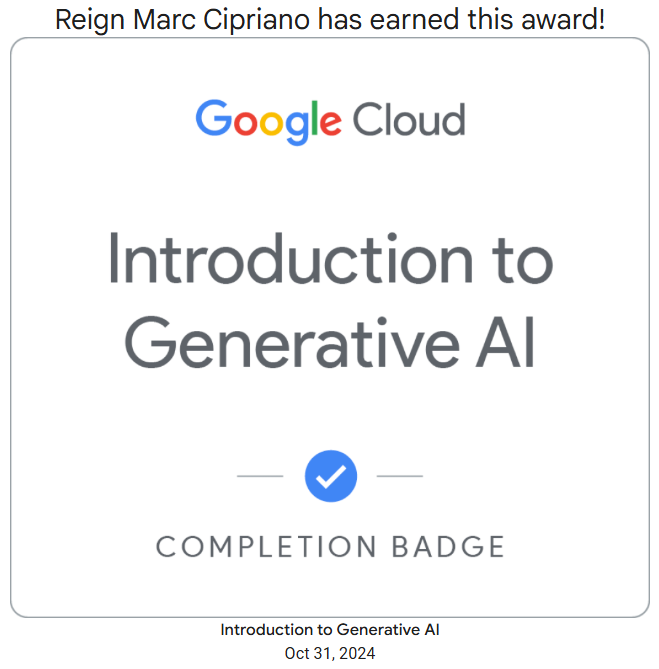 Reign Marc Cipriano has earned this award!
Google Cloud
Introduction to
Generative AI
COMPLETION BADGE
Introduction to Generative AI
Oct 31, 2024